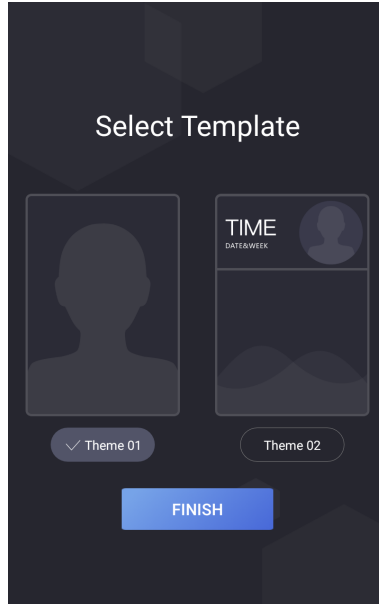 Select Template
TIME
DATE&WEEK
Theme 01
Theme 02
FINISH